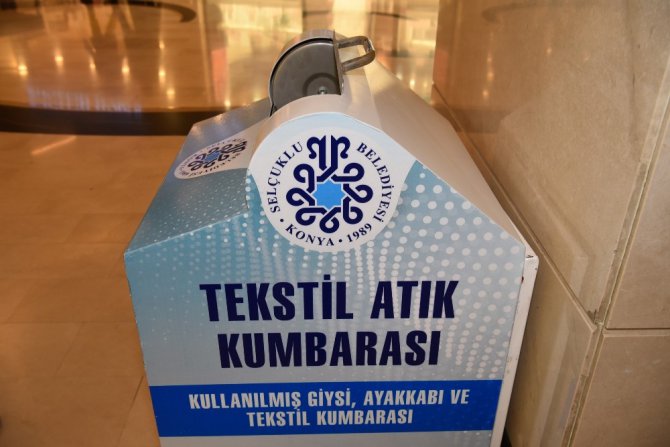 SELÇUKLU BELEDİYESİ
• KONYA • 1989 •
TEKSTİL ATIK
KUMBARASI
KULLANILMIŞ GİYSİ, AYAKKABI VE
TEKSTİL KUMBARASI